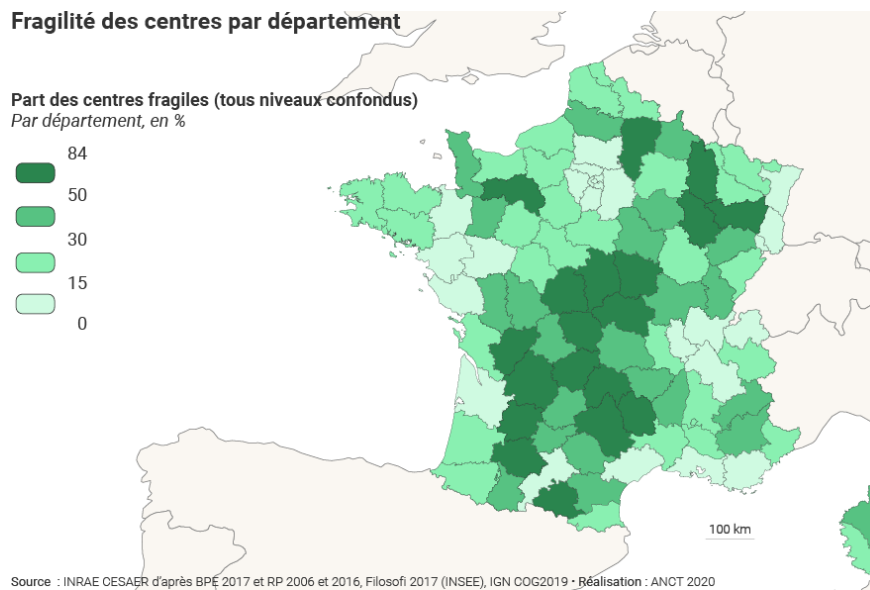 Fragilité des centres par département
Part des centres fragiles (tous niveaux confondus)
Par département, en %
84
50
30
15
0
100 km
Source : INRAE CESAER d'après BPE 2017 et RP 2006 et 2016, Filosofi 2017 (INSEE), IGN COG2019 • Réalisation : ANCT 2020